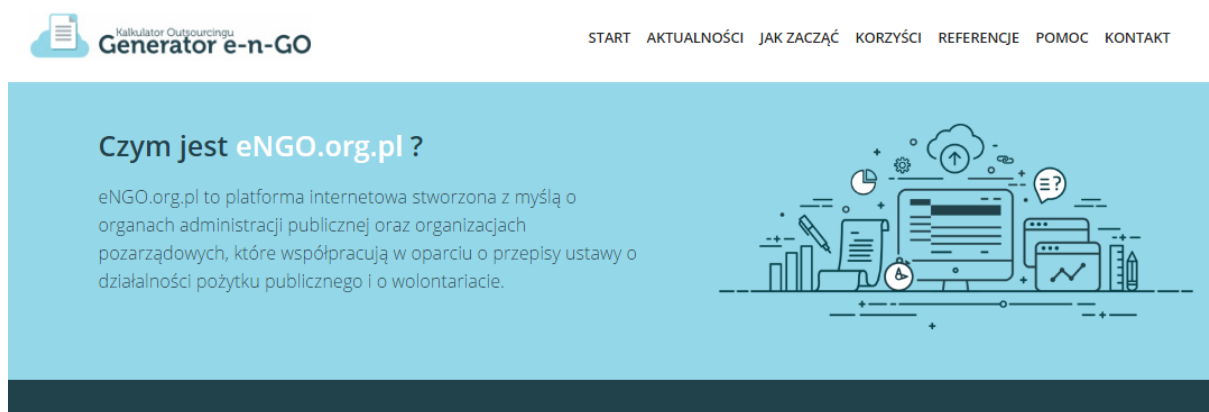 Kalkulator Outsourcingu
Generator e-n-GO
START AKTUALNOŚCI JAK ZACZĄĆ KORZYŚCI REFERENCJE POMOC KONTAKT
Czym jest eNGO.org.pl ?
eNGO.org.pl to platforma internetowa stworzona z myślą o
organach administracji publicznej oraz organizacjach
pozarządowych, które współpracują w oparciu o przepisy ustawy o
działalności pożytku publicznego i o wolontariacie.